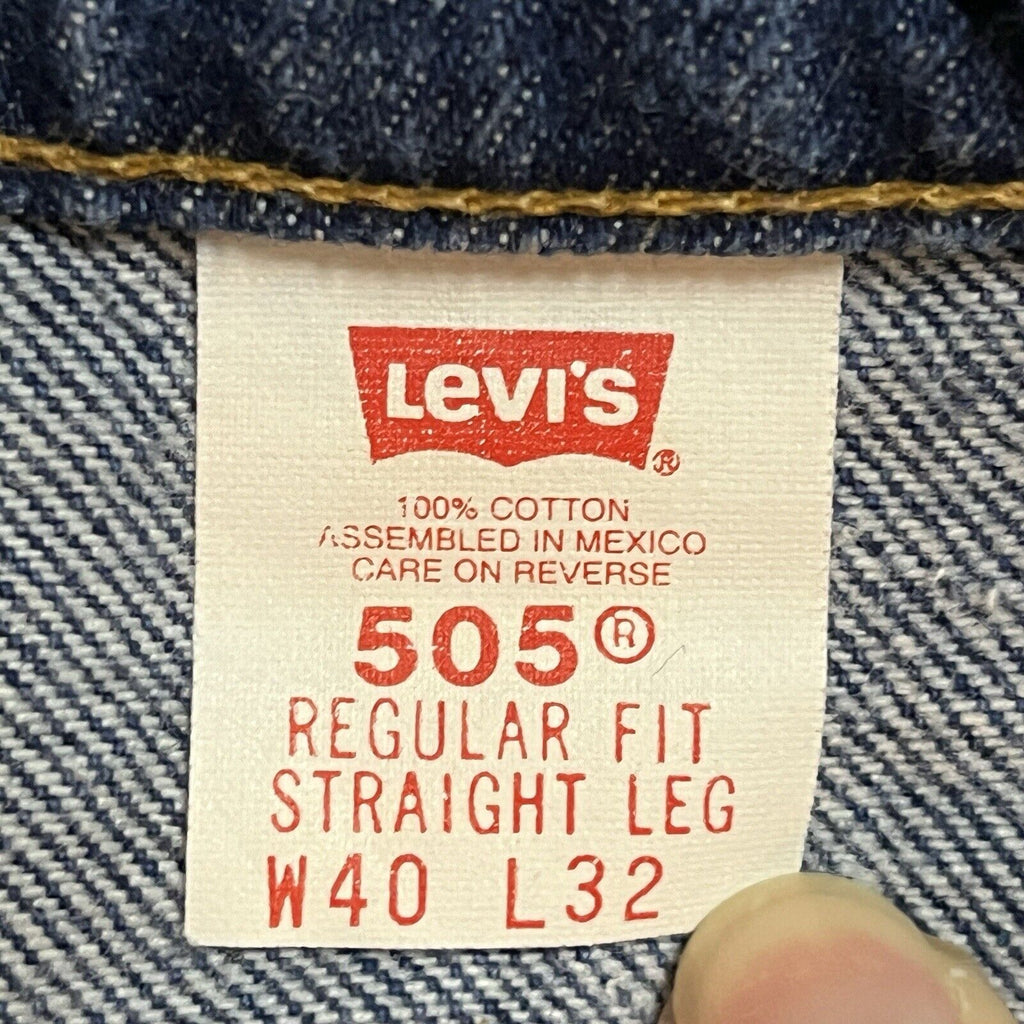 Levi's ®
100% COTTON
ASSEMBLED IN MEXICO
CARE ON REVERSE
505®
REGULAR FIT
STRAIGHT LEG
W40 L32